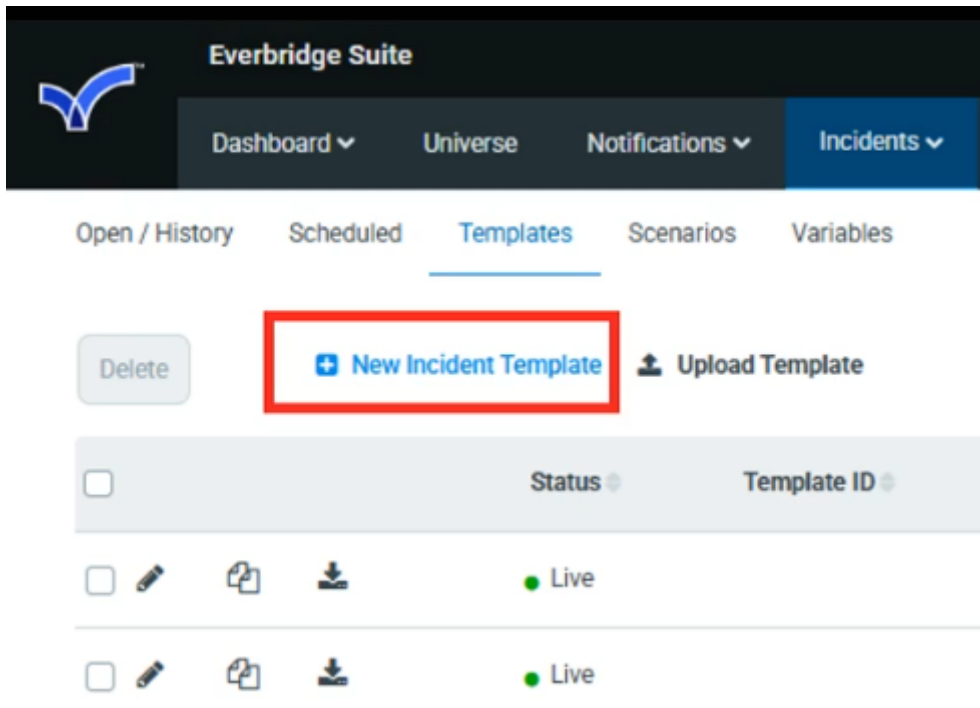 Everbridge Suite
Dashboard Universe Notifications Incidents
Open / History Scheduled Templates Scenarios Variables
Delete New Incident Template Upload Template
Status Template ID
Live
Live